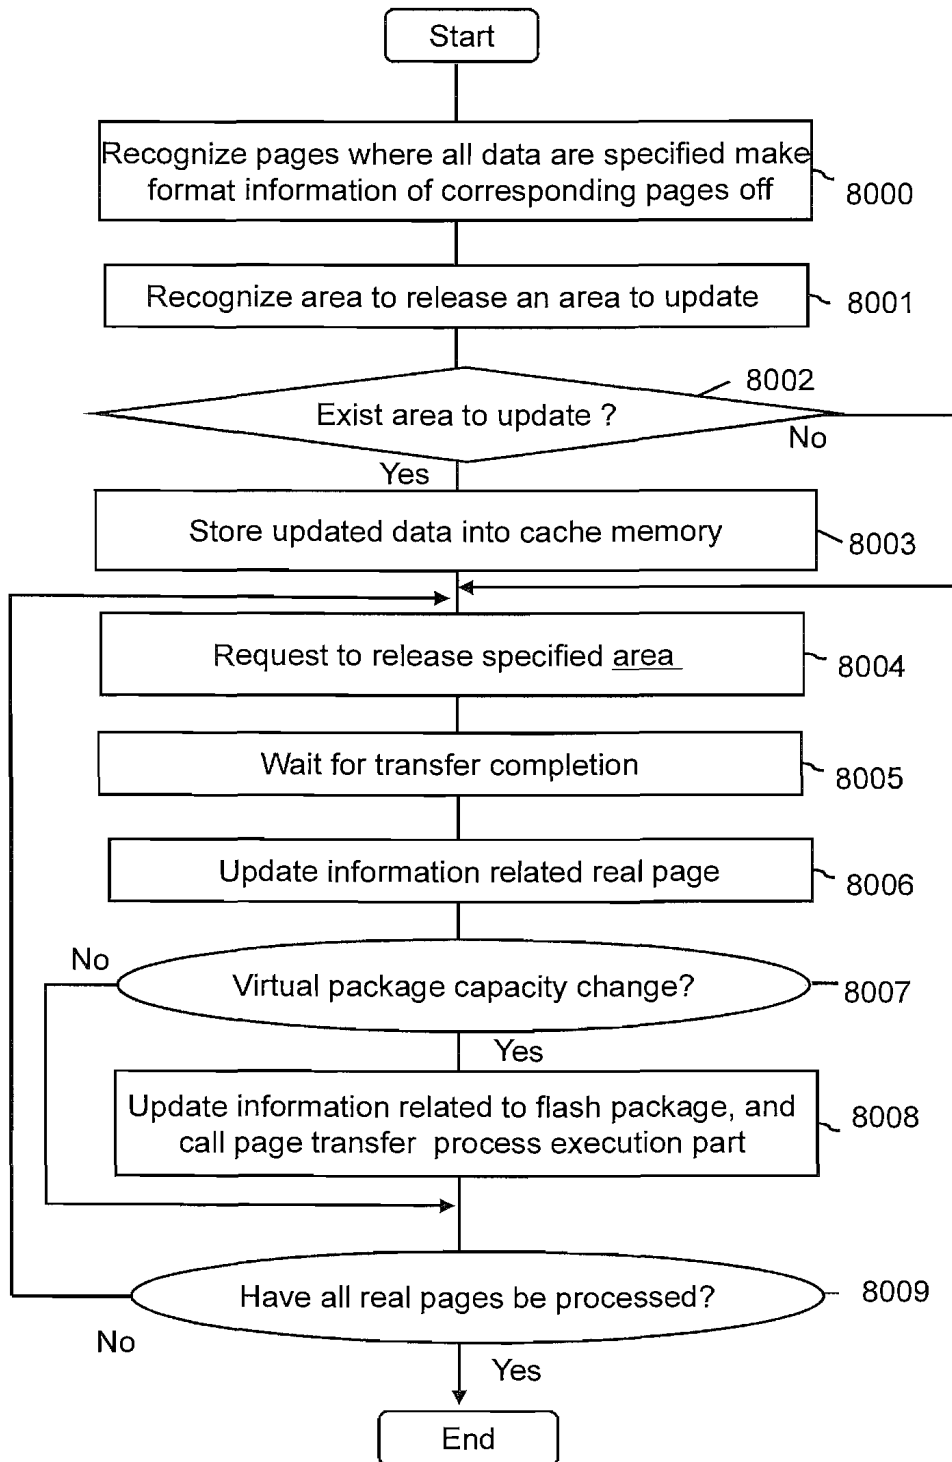 Start
Recognize pages where all data are specified make
format information of corresponding pages off
8000
Recognize area to release an area to update
8001
8002
Exist area to update ?
No
Yes
Store updated data into cache memory
8003
Request to release specified area
8004
Wait for transfer completion
8005
Update information related real page
8006
No
Virtual package capacity change?
8007
Yes
Update information related to flash package, and
call page transfer process execution part
8008
Have all real pages be processed?
8009
No
Yes
End